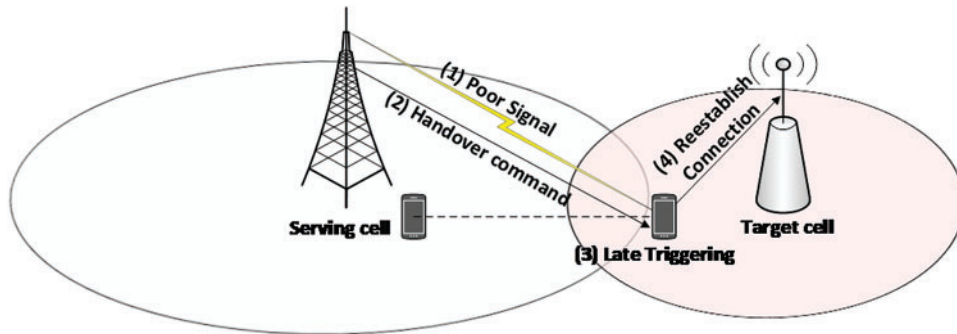 (1) Poor Signal
(2) Handover command
(4) Reestablish
Connection
Serving cell
Target cell
(3) Late Triggering